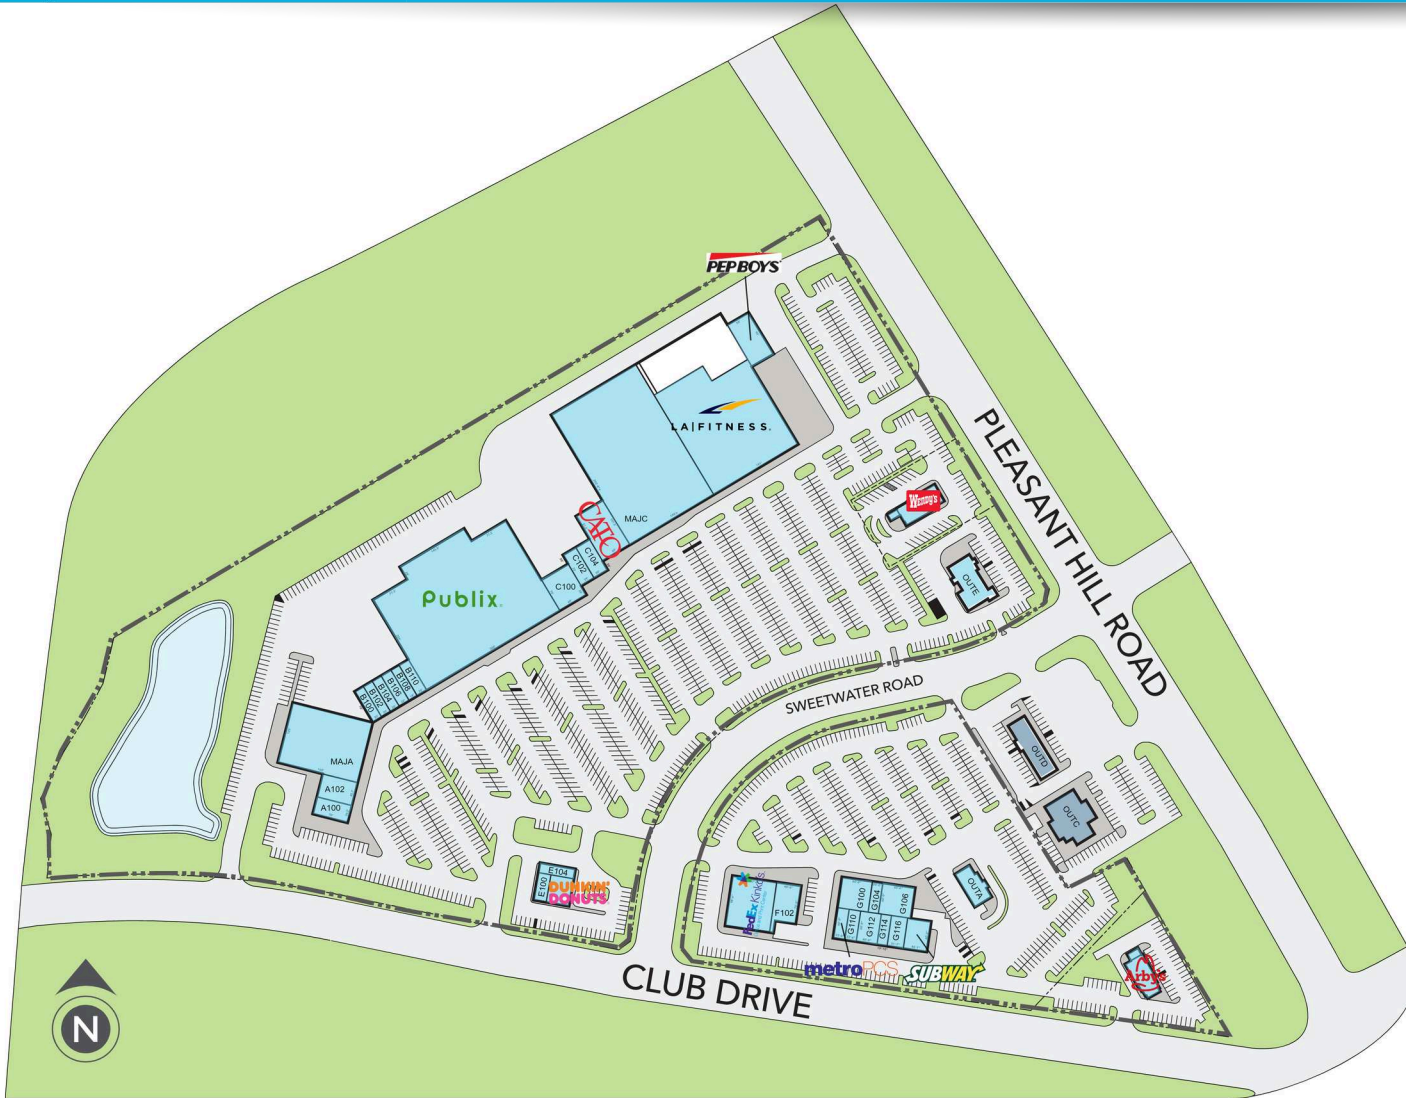 PEP BOYS
LA|FITNESS.
PLEASANT HILL ROAD
Wendy's
CATO
MAJC
C104
C102
C100
OUTE
Publix.
B110
B108
B106
B104
B102
B100
SWEETWATER ROAD
OUTD
MAJA
A102
A100
OUTC
E104
E100
DUNKIN'
DONUTS
FedEx Kinko's
F102
G100
G104
G106
G110
G112
G114
G116
OUTA
metroPCS
SUBWAY
Arby's
CLUB DRIVE
N